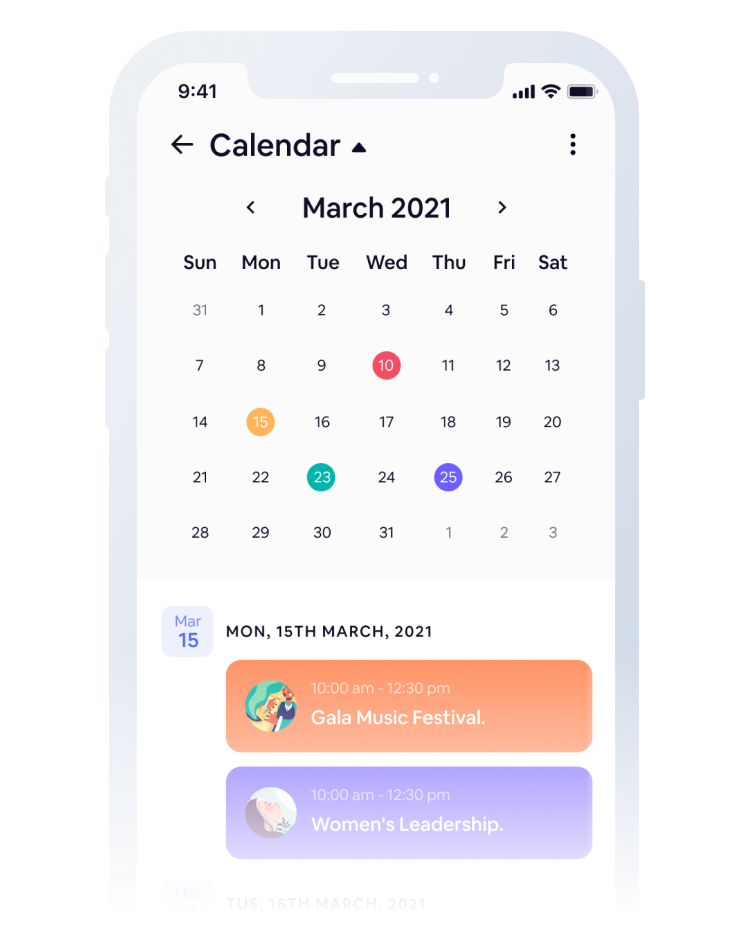 9:41
Calendar
March 2021
Sun Mon Tue Wed Thu Fri Sat
31 1 2 3 4 5 6
7 8 9 10 11 12 13
14 15 16 17 18 19 20
21 22 23 24 25 26 27
28 29 30 31 1 2 3
Mar
15
MON, 15TH MARCH, 2021
10:00 am - 12:30 pm
Gala Music Festival.
10:00 am - 12:30 pm
Women's Leadership.
Mar
TUS, 16TH MARCH, 2021